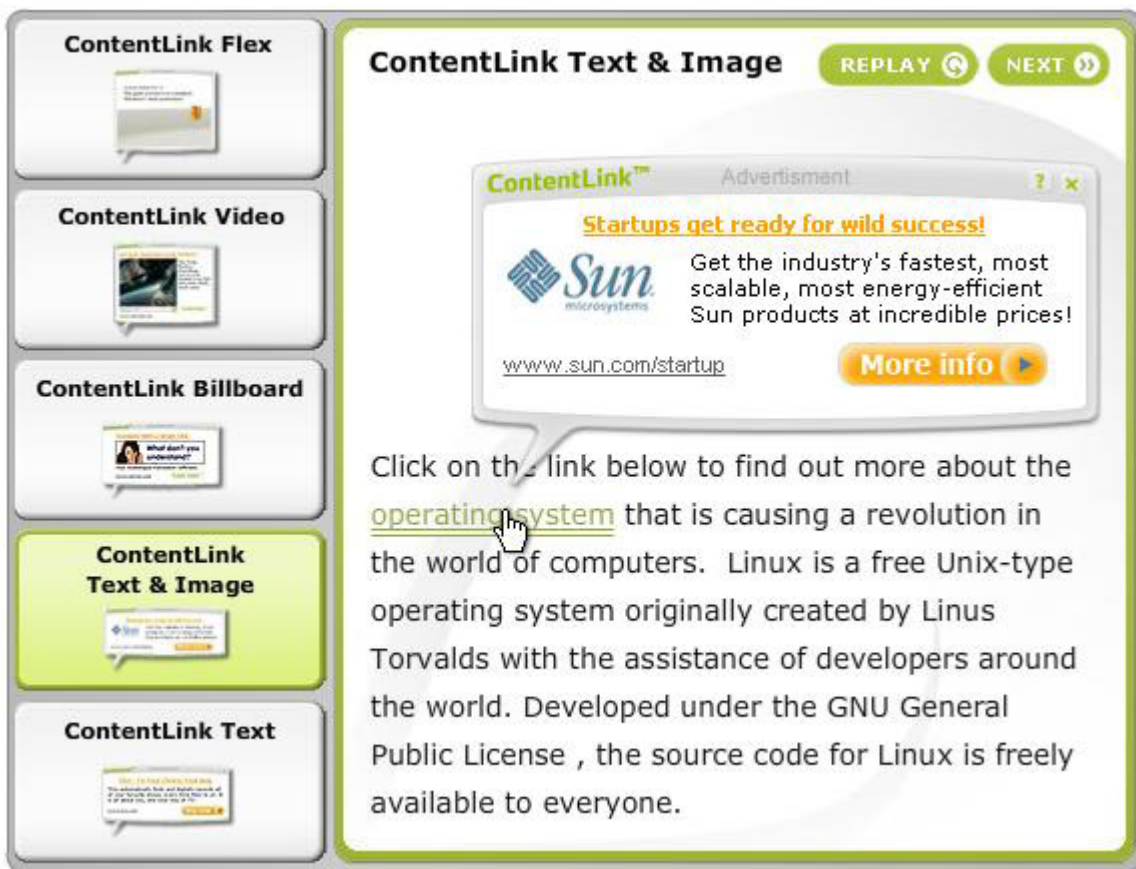 ContentLink Flex
ContentLink Video
ContentLink Billboard
What don't you
understand?
ContentLink
Text & Image
ContentLink Text
ContentLink Text & Image
REPLAY
NEXT
ContentLink™ Advertisment ? x
Startups get ready for wild success!
Sun
microsystems
Get the industry's fastest, most
scalable, most energy-efficient
Sun products at incredible prices!
www.sun.com/startup
More info
Click on the link below to find out more about the
operating system that is causing a revolution in
the world of computers. Linux is a free Unix-type
operating system originally created by Linus
Torvalds with the assistance of developers around
the world. Developed under the GNU General
Public License , the source code for Linux is freely
available to everyone.